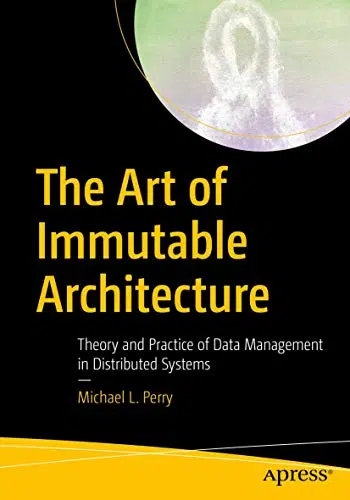 The Art of
Immutable
Architecture
Theory and Practice of Data Management
in Distributed Systems
—
Michael L. Perry
Apress®